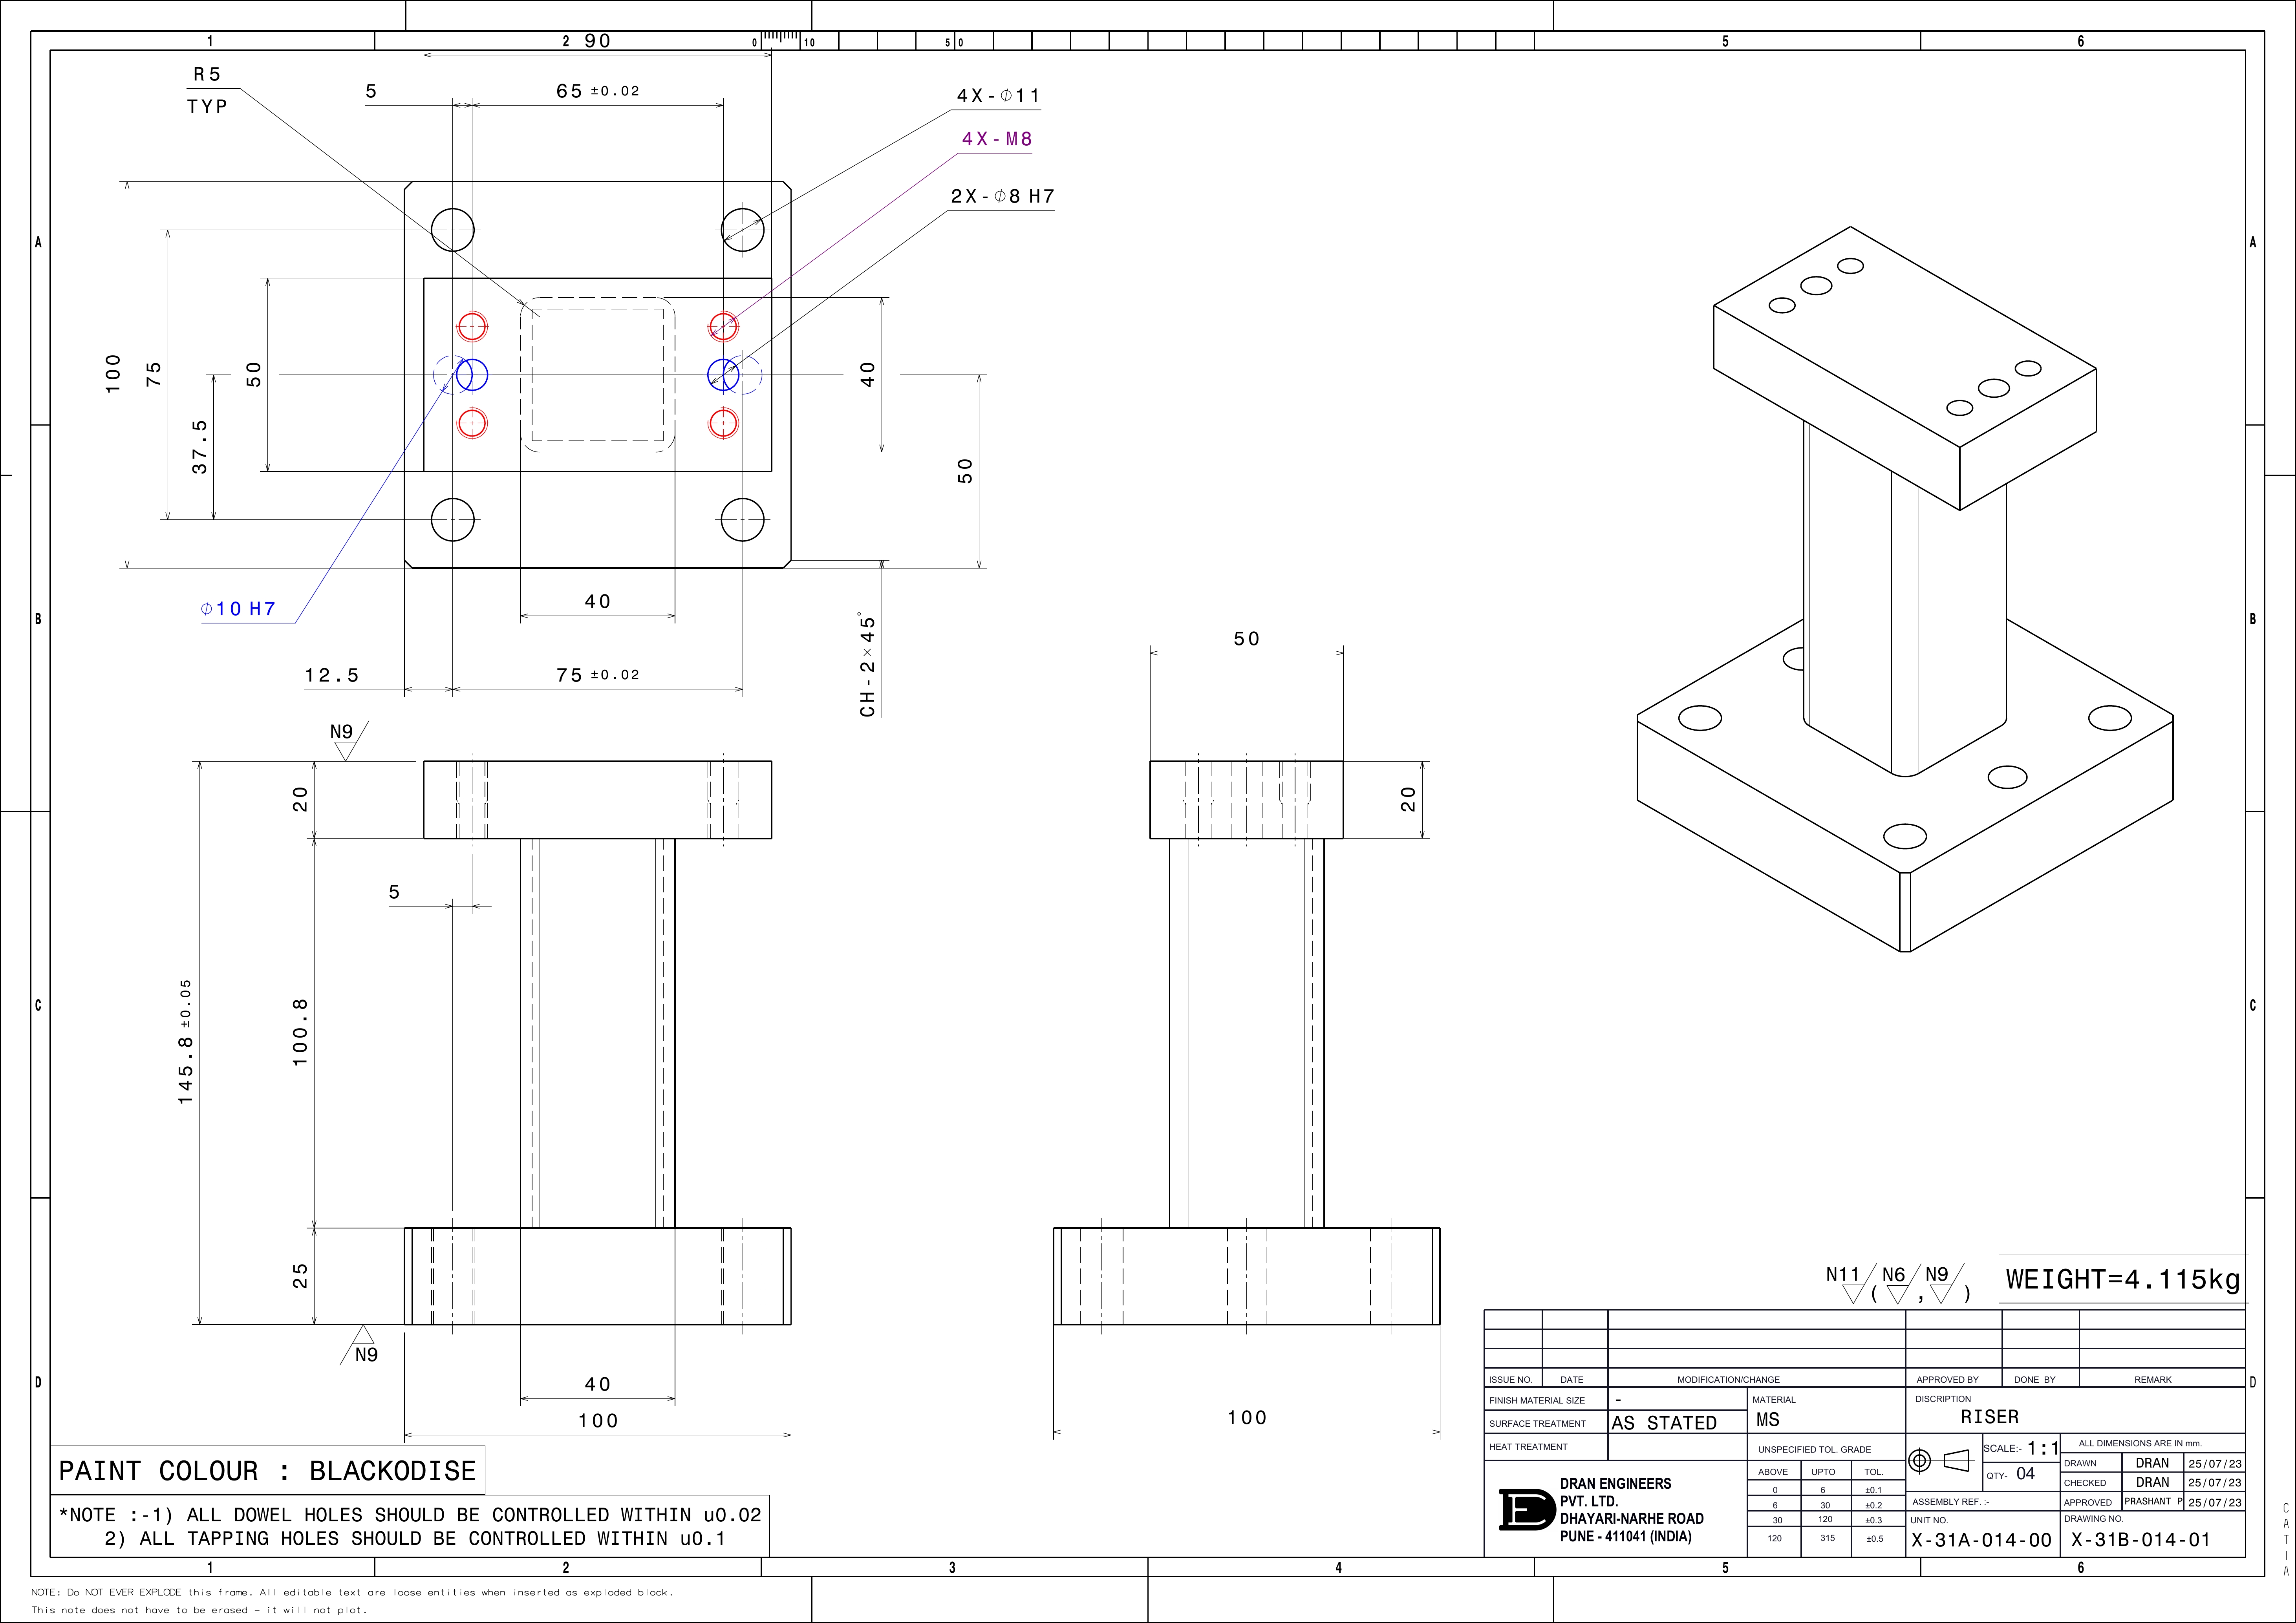 1
2
90
0
10
50
5
6
R5
TYP
5
65 ±0.02
4X-∅11
4X-M8
2X-∅8 H7
A
A
100
75
50
37.5
40
50
∅10 H7
40
B
B
12.5
75 ±0.02
CH-2×45°
50
N9
20
20
5
145.8 ±0.05
100.8
C
C
25
N9
40
100
100
N11 ( N6 , N9 )
WEIGHT=4.115kg
D
D
ISSUE NO. DATE MODIFICATION/CHANGE APPROVED BY DONE BY REMARK
FINISH MATERIAL SIZE -
MATERIAL
MS
DISCRIPTION
RISER
SURFACE TREATMENT AS STATED
HEAT TREATMENT
UNSPECIFIED TOL. GRADE
ABOVE UPTO TOL.
0 6 ±0.1
6 30 ±0.2
30 120 ±0.3
120 315 ±0.5
SCALE:- 1:1
QTY- 04
ALL DIMENSIONS ARE IN mm.
DRAWN DRAN 25/07/23
CHECKED DRAN 25/07/23
APPROVED PRASHANT P 25/07/23
ASSEMBLY REF. :-
UNIT NO.
X-31A-014-00
DRAWING NO.
X-31B-014-01
DE
DRAN ENGINEERS
PVT. LTD.
DHAYARI-NARHE ROAD
PUNE - 411041 (INDIA)
PAINT COLOUR : BLACKODISE
*NOTE :-1) ALL DOWEL HOLES SHOULD BE CONTROLLED WITHIN u0.02
2) ALL TAPPING HOLES SHOULD BE CONTROLLED WITHIN u0.1
1
2
3
4
5
6
CATIA
NOTE: Do NOT EVER EXPLODE this frame. All editable text are loose entities when inserted as exploded block.
This note does not have to be erased - it will not plot.